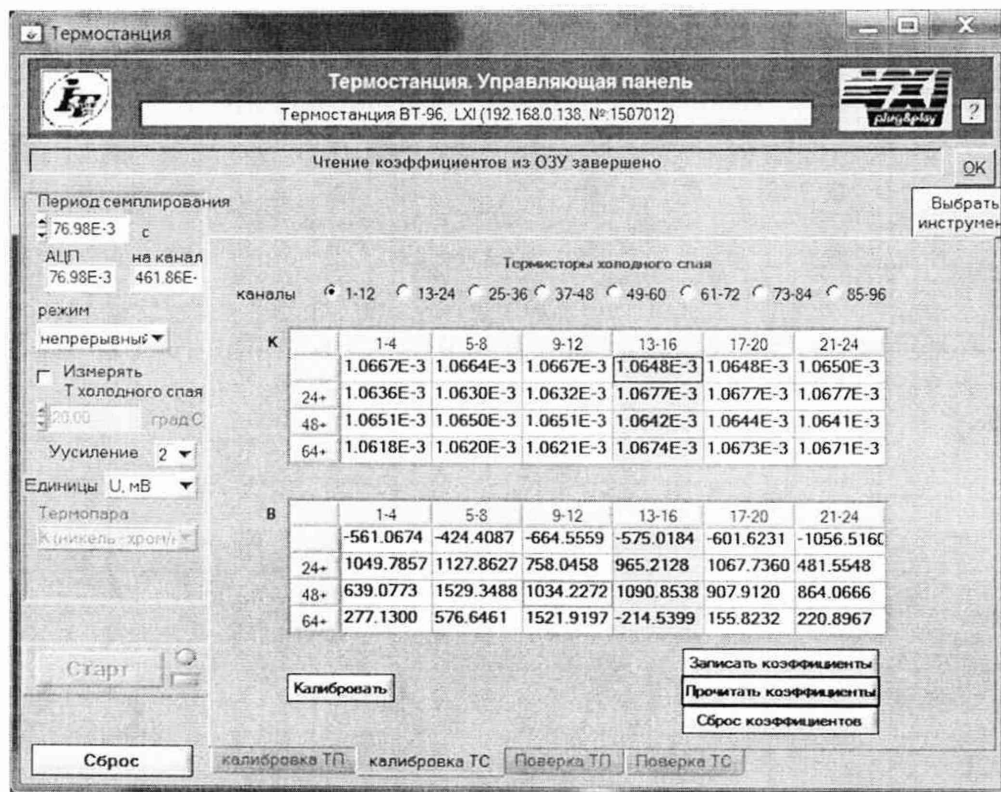 Термостанция
Термостанция. Управляющая панель
Термостанция ВТ-96, LXI (192.168.0.138, №:1507012)
plug&play
?
Чтение коэффициентов из ОЗУ завершено
OK
Выбрать
инструмен
Период семплирования
76.98E-3 с
АЦП на канал
76.98E-3 461.86E-
режим
непрерывный
Измерять
Т холодного спая
20.00 град С
Уусиление 2
Единицы U, мВ
Термопара
К (никель-хром/
Старт
Сброс
Термисторы холодного спая
каналы 1-12 13-24 25-36 37-48 49-60 61-72 73-84 85-96
K 1-4 5-8 9-12 13-16 17-20 21-24
1.0667E-3 1.0664E-3 1.0667E-3 1.0648E-3 1.0648E-3 1.0650E-3
24+ 1.0636E-3 1.0630E-3 1.0632E-3 1.0677E-3 1.0677E-3 1.0677E-3
48+ 1.0651E-3 1.0650E-3 1.0651E-3 1.0642E-3 1.0644E-3 1.0641E-3
64+ 1.0618E-3 1.0620E-3 1.0621E-3 1.0674E-3 1.0673E-3 1.0671E-3
B 1-4 5-8 9-12 13-16 17-20 21-24
-561.0674 -424.4087 -664.5559 -575.0184 -601.6231 -1056.5160
24+ 1049.7857 1127.8627 758.0458 965.2128 1067.7360 481.5548
48+ 639.0773 1529.3488 1034.2272 1090.8538 907.9120 864.0666
64+ 277.1300 576.6461 1521.9197 -214.5399 155.8232 220.8967
Калибровать
Записать коэффициенты
Прочитать коэффициенты
Сброс коэффициентов
калибровка ТП калибровка ТС Поверка ТП Поверка ТС